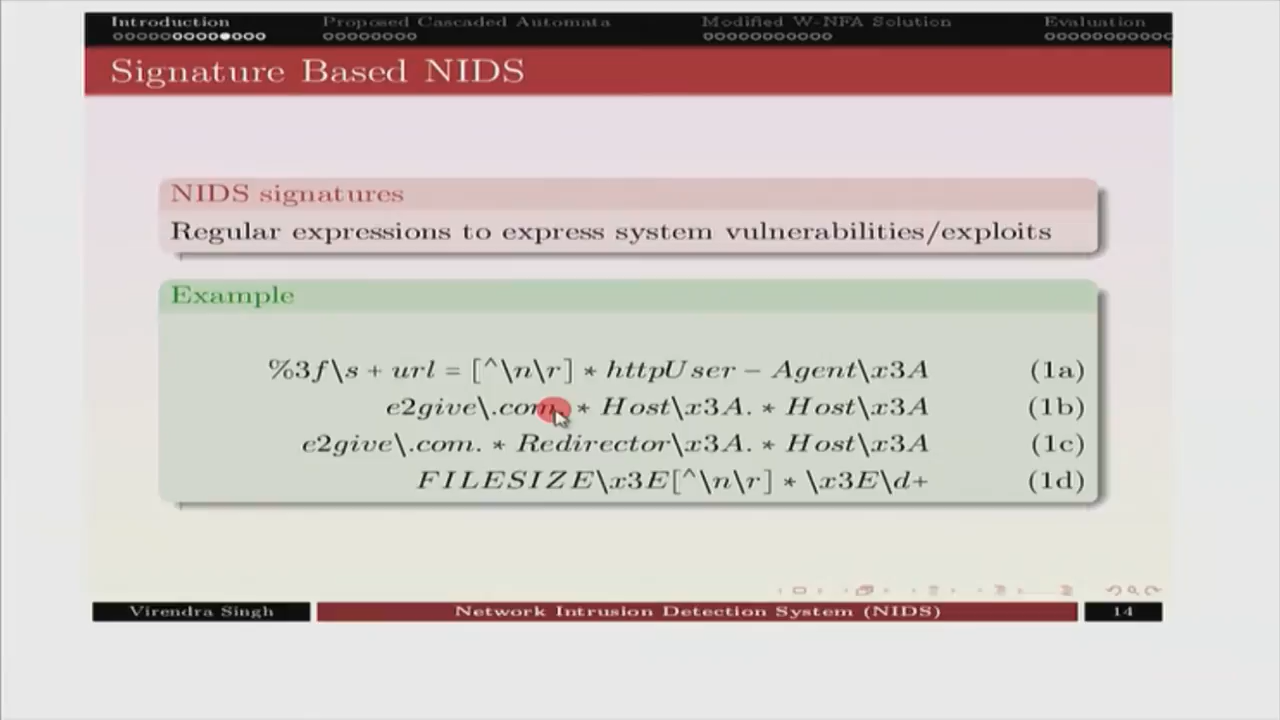 Introduction Proposed Cascaded Automata Modified W-NFA Solution Evaluation
Signature Based NIDS
NIDS signatures
Regular expressions to express system vulnerabilities/exploits
Example
%3f\s + url = [^\n\r] * httpUser − Agent\x3A (1a)
e2give\.com. * Host\x3A. * Host\x3A (1b)
e2give\.com. * Redirector\x3A. * Host\x3A (1c)
FILESIZE\x3E[^\n\r] * \x3E\d+ (1d)
Virendra Singh Network Intrusion Detection System (NIDS) 14